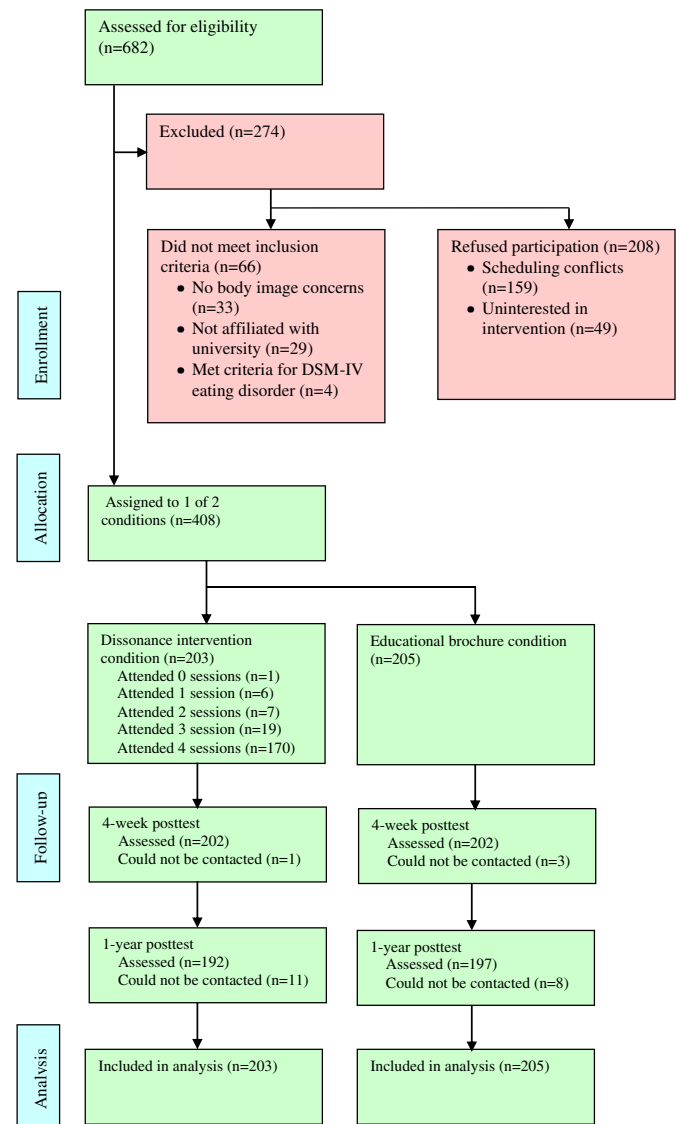 Assessed for eligibility
(n=682)
Excluded (n=274)
Did not meet inclusion
criteria (n=66)
• No body image concerns
(n=33)
• Not affiliated with
university (n=29)
• Met criteria for DSM-IV
eating disorder (n=4)
Refused participation (n=208)
• Scheduling conflicts
(n=159)
• Uninterested in
intervention (n=49)
Enrollment
Allocation
Assigned to 1 of 2
conditions (n=408)
Dissonance intervention
condition (n=203)
Attended 0 sessions (n=1)
Attended 1 session (n=6)
Attended 2 sessions (n=7)
Attended 3 session (n=19)
Attended 4 sessions (n=170)
Educational brochure condition
(n=205)
Follow-up
4-week posttest
Assessed (n=202)
Could not be contacted (n=1)
4-week posttest
Assessed (n=202)
Could not be contacted (n=3)
1-year posttest
Assessed (n=192)
Could not be contacted (n=11)
1-year posttest
Assessed (n=197)
Could not be contacted (n=8)
Analysis
Included in analysis (n=203)
Included in analysis (n=205)